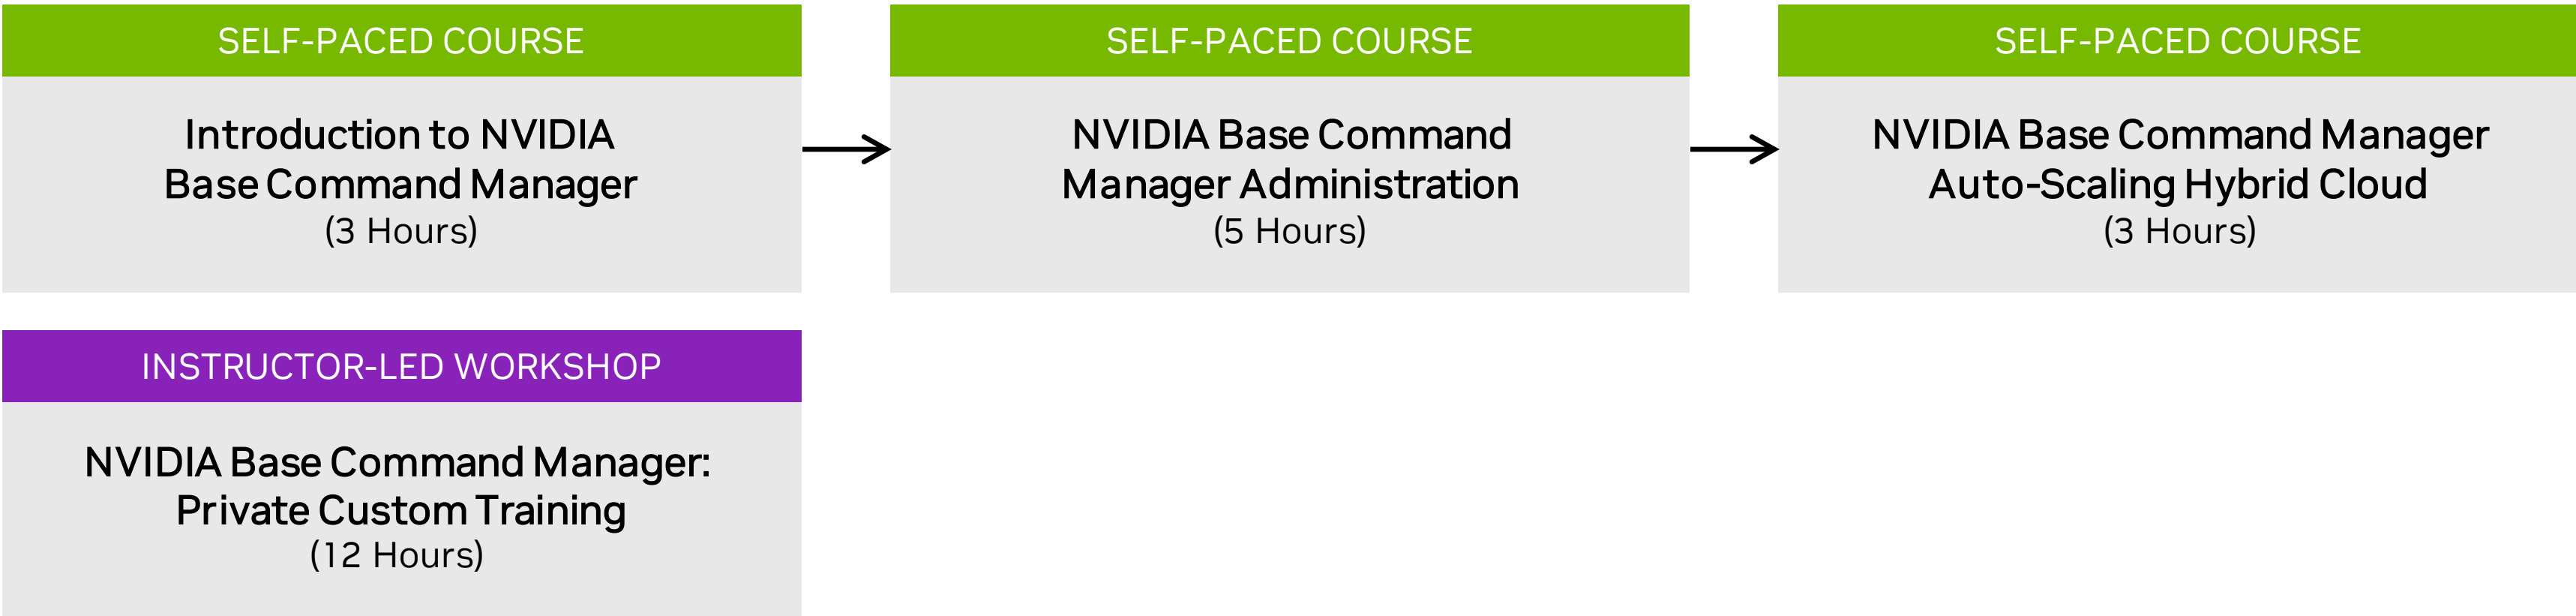 SELF-PACED COURSE
Introduction to NVIDIA
Base Command Manager
(3 Hours)
SELF-PACED COURSE
NVIDIA Base Command
Manager Administration
(5 Hours)
SELF-PACED COURSE
NVIDIA Base Command Manager
Auto-Scaling Hybrid Cloud
(3 Hours)
INSTRUCTOR-LED WORKSHOP
NVIDIA Base Command Manager:
Private Custom Training
(12 Hours)